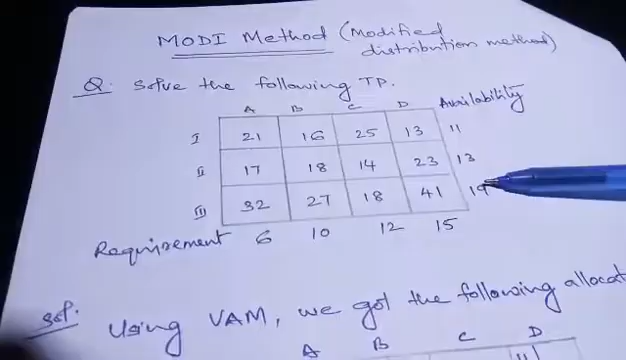 MODI Method (Modified distribution method)
Q. Solve the following TP.
A B C D Availability
I 21 16 25 13 11
II 17 18 14 23 13
III 32 27 18 41 19
Requirement 6 10 12 15
Sol. Using VAM, we got the following allocat
A B C D
11